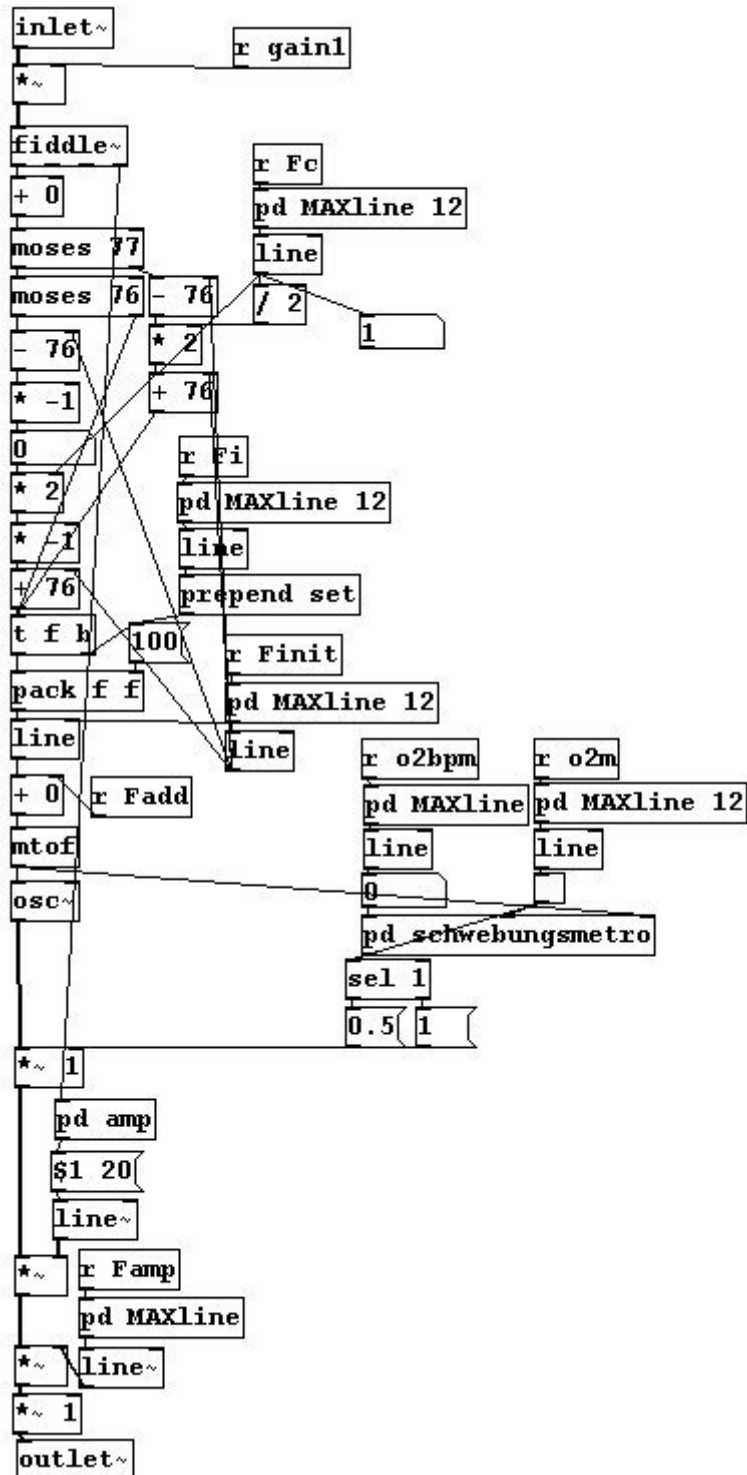 inlet~
r gain1
*~
fiddle~
+ 0
r Fc
pd MAXline 12
line
/ 2
1
moses 77
moses 76
- 76
* 2
+ 76
- 76
* -1
0
* 2
* -1
+ 76
r Fi
pd MAXline 12
line
prepend set
t f b
100
pack f f
line
r Finit
pd MAXline 12
line
+ 0
r Fadd
mtof
osc~
r o2bpm
pd MAXline
line
0
r o2m
pd MAXline 12
line
pd schwebungsmetro
sel 1
0.5
1
*~ 1
pd amp
$1 20
line~
*~
r Famp
pd MAXline
line~
*~
*~ 1
outlet~